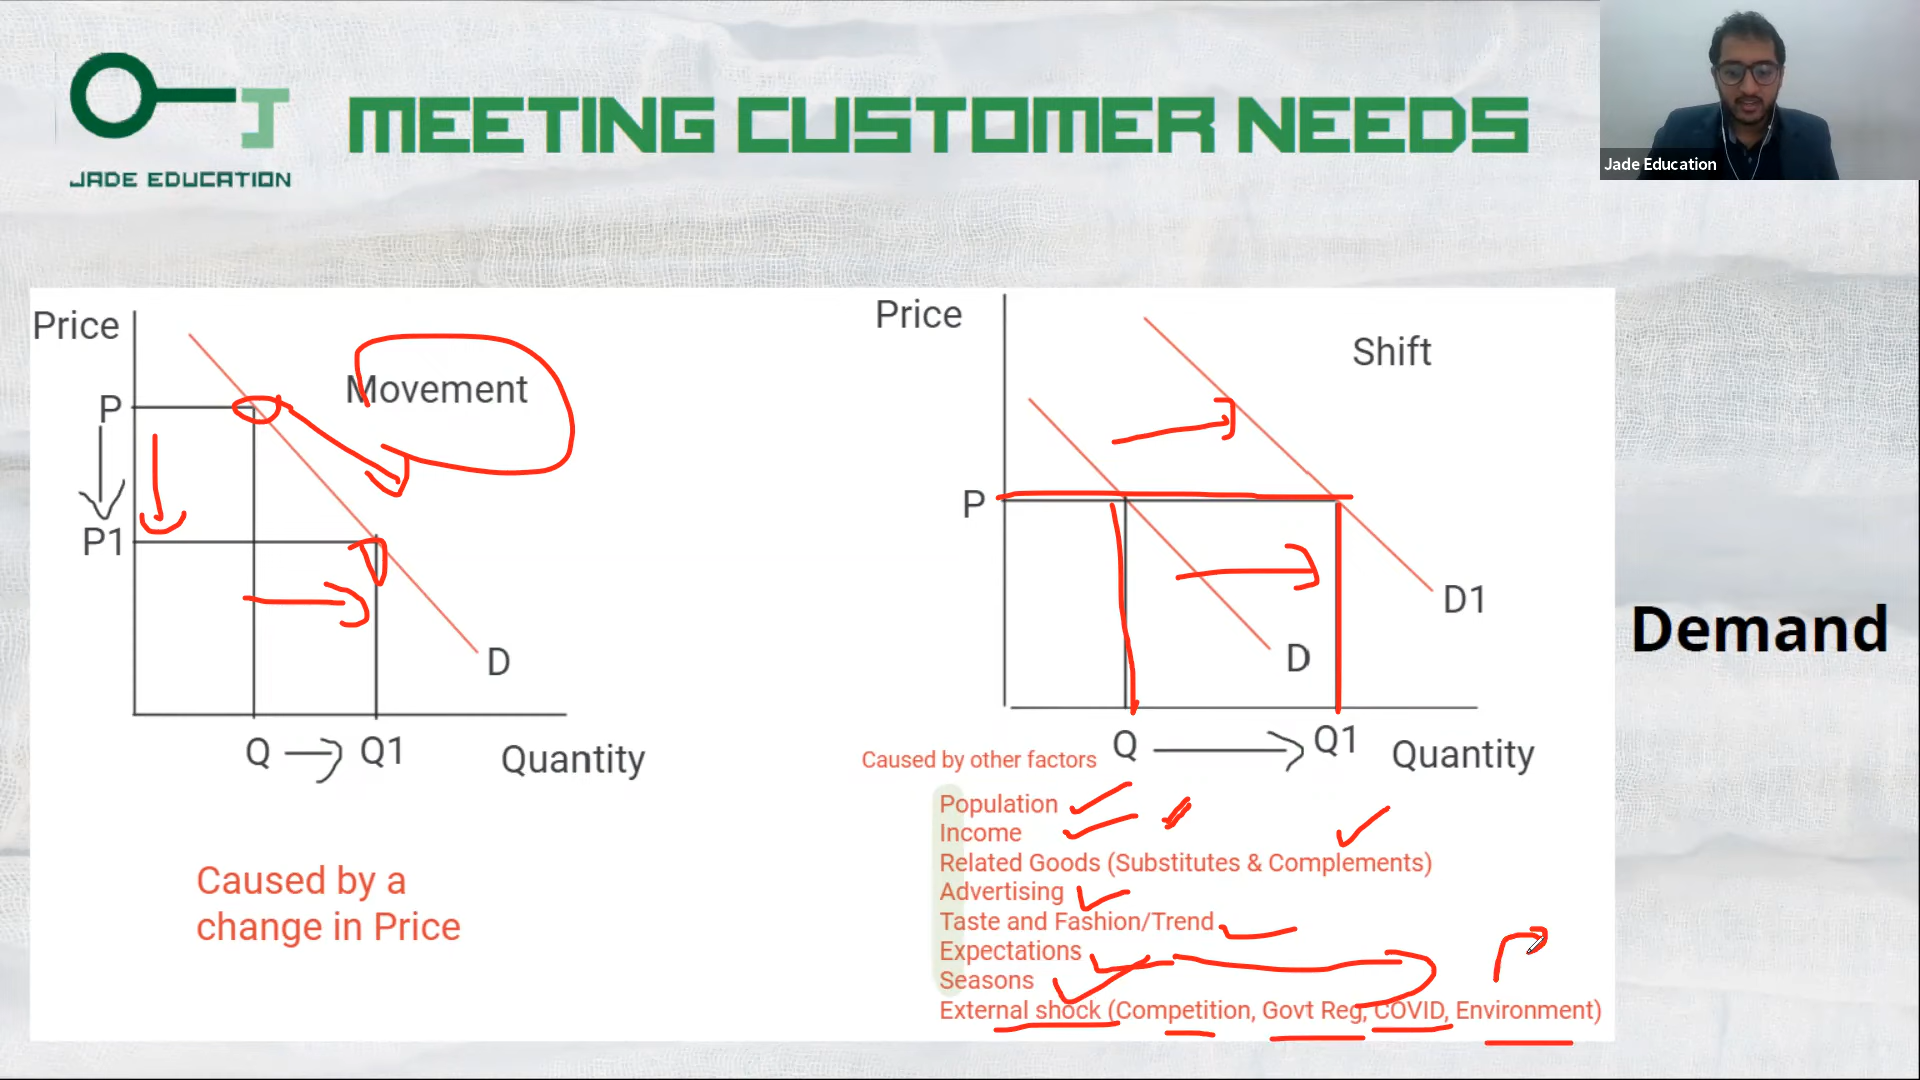 JADE EDUCATION
MEETING CUSTOMER NEEDS
Jade Education
Price
Movement
P
P1
D
Q
Q1
Quantity
Caused by a
change in Price
Price
Shift
P
D1
D
Q
Q1
Quantity
Caused by other factors
Population
Income
Related Goods (Substitutes & Complements)
Advertising
Taste and Fashion/Trend
Expectations
Seasons
External shock (Competition, Govt Reg, COVID, Environment)
Demand